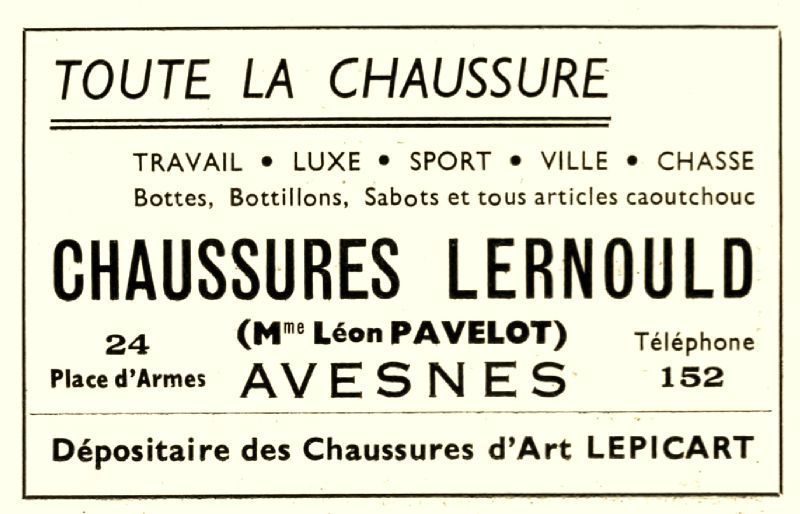 TOUTE LA CHAUSSURE
TRAVAIL • LUXE • SPORT • VILLE • CHASSE
Bottes, Bottillons, Sabots et tous articles caoutchouc
CHAUSSURES LERNOULD
(Mme Léon PAVELOT)
24
Place d'Armes
AVESNES
Téléphone
152
Dépositaire des Chaussures d'Art LEPICART